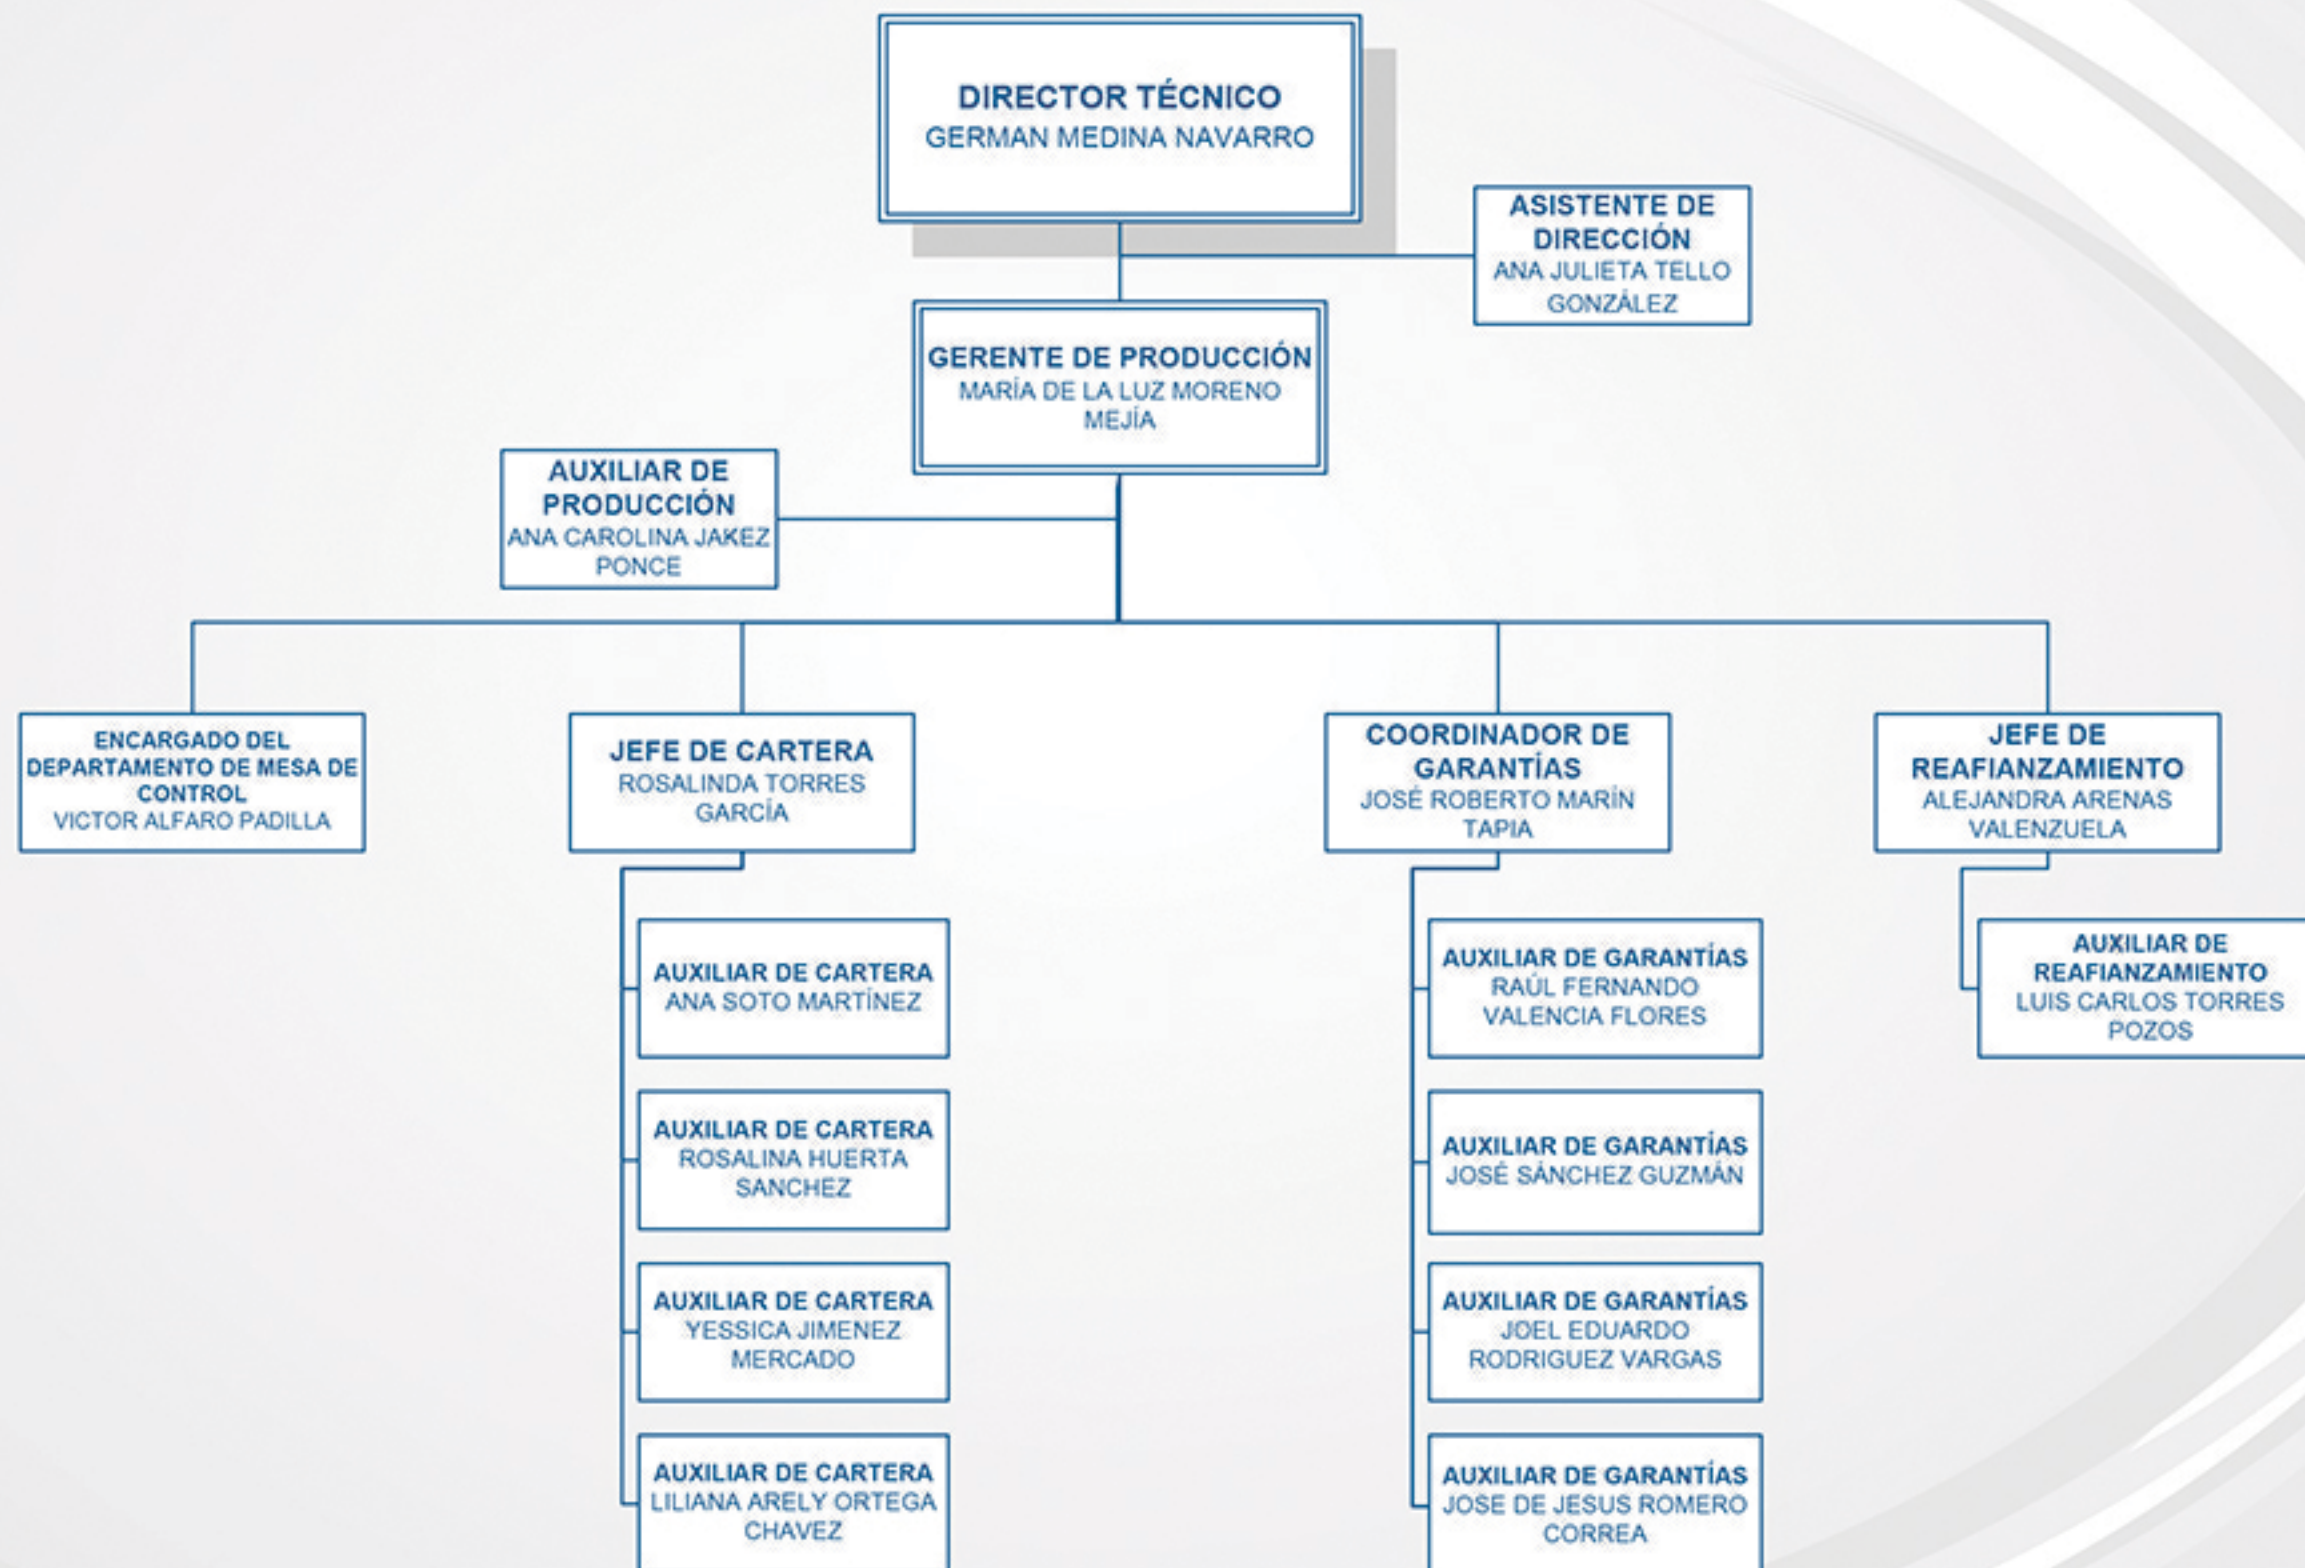 DIRECTOR TÉCNICO
GERMAN MEDINA NAVARRO
ASISTENTE DE
DIRECCIÓN
ANA JULIETA TELLO
GONZÁLEZ
GERENTE DE PRODUCCIÓN
MARÍA DE LA LUZ MORENO
MEJÍA
AUXILIAR DE
PRODUCCIÓN
ANA CAROLINA JAKEZ
PONCE
ENCARGADO DEL
DEPARTAMENTO DE MESA DE
CONTROL
VICTOR ALFARO PADILLA
JEFE DE CARTERA
ROSALINDA TORRES
GARCÍA
COORDINADOR DE
GARANTÍAS
JOSÉ ROBERTO MARÍN
TAPIA
JEFE DE
REAFIANZAMIENTO
ALEJANDRA ARENAS
VALENZUELA
AUXILIAR DE CARTERA
ANA SOTO MARTÍNEZ
AUXILIAR DE CARTERA
ROSALINA HUERTA
SANCHEZ
AUXILIAR DE CARTERA
YESSICA JIMENEZ
MERCADO
AUXILIAR DE CARTERA
LILIANA ARELY ORTEGA
CHAVEZ
AUXILIAR DE GARANTÍAS
RAÚL FERNANDO
VALENCIA FLORES
AUXILIAR DE GARANTÍAS
JOSÉ SÁNCHEZ GUZMÁN
AUXILIAR DE GARANTÍAS
JOEL EDUARDO
RODRIGUEZ VARGAS
AUXILIAR DE GARANTÍAS
JOSE DE JESUS ROMERO
CORREA
AUXILIAR DE
REAFIANZAMIENTO
LUIS CARLOS TORRES
POZOS